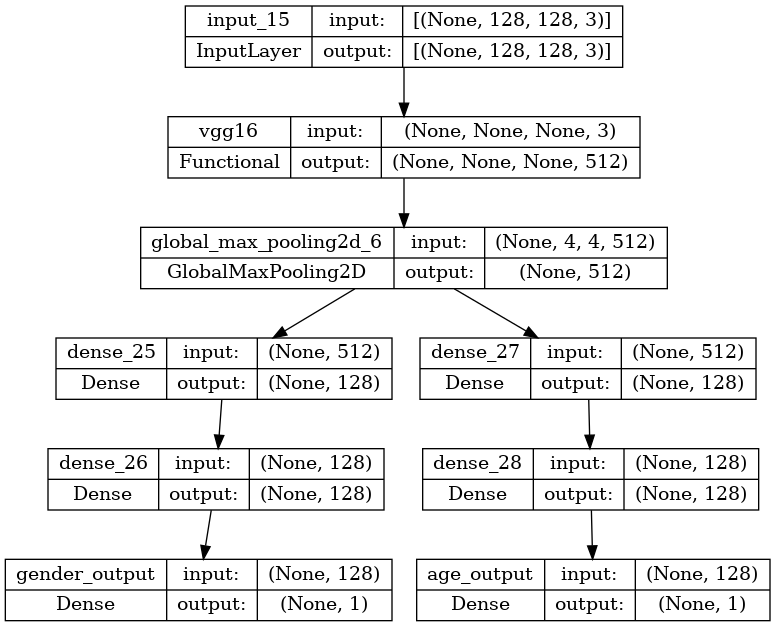 input_15 input: [(None, 128, 128, 3)]
InputLayer output: [(None, 128, 128, 3)]
vgg16 input: (None, None, None, 3)
Functional output: (None, None, None, 512)
global_max_pooling2d_6 input: (None, 4, 4, 512)
GlobalMaxPooling2D output: (None, 512)
dense_25 input: (None, 512)
Dense output: (None, 128)
dense_27 input: (None, 512)
Dense output: (None, 128)
dense_26 input: (None, 128)
Dense output: (None, 128)
dense_28 input: (None, 128)
Dense output: (None, 128)
gender_output input: (None, 128)
Dense output: (None, 1)
age_output input: (None, 128)
Dense output: (None, 1)